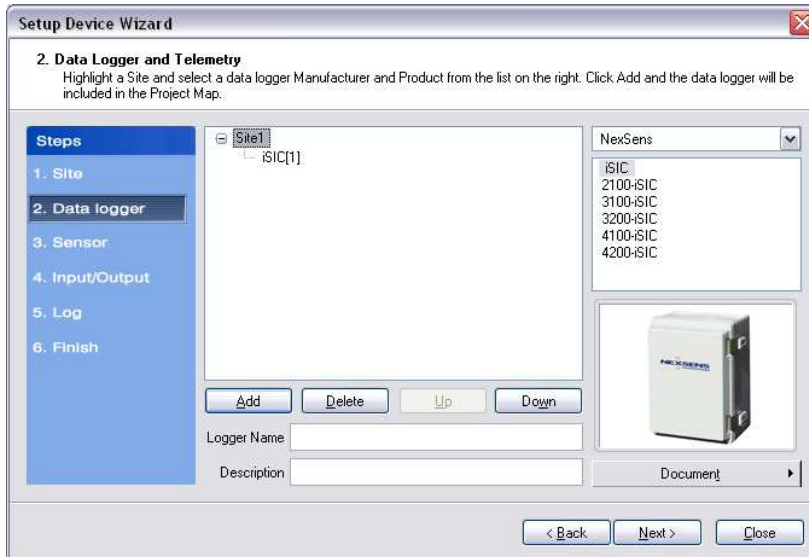 Setup Device Wizard
2. Data Logger and Telemetry
Highlight a Site and select a data logger Manufacturer and Product from the list on the right. Click Add and the data logger will be
included in the Project Map.
Steps
1. Site
2. Data logger
3. Sensor
4. Input/Output
5. Log
6. Finish
Site1
iSIC[1]
Add
Delete
Up
Down
Logger Name
Description
NexSens
iSIC
2100-iSIC
3100-iSIC
3200-iSIC
4100-iSIC
4200-iSIC
NEXSENS
Document
< Back
Next >
Close